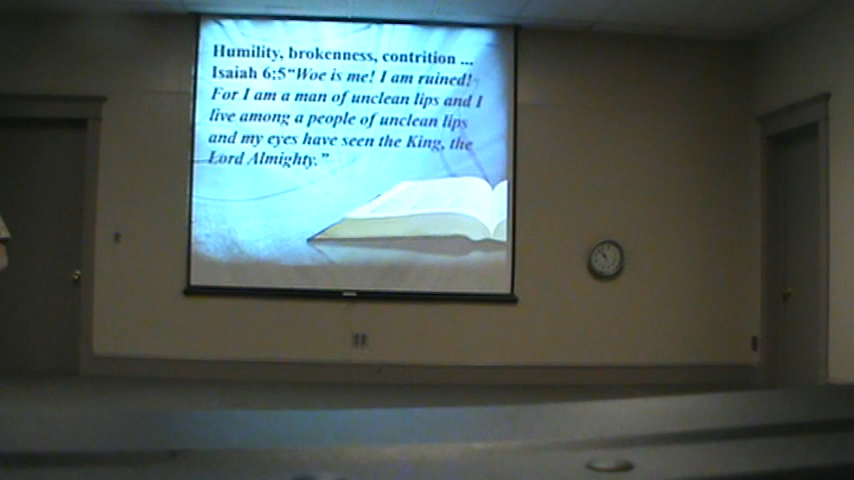 Humility, brokenness, contrition ...
Isaiah 6:5“Woe is me! I am ruined!
For I am a man of unclean lips and I
live among a people of unclean lips
and my eyes have seen the King, the
Lord Almighty.”